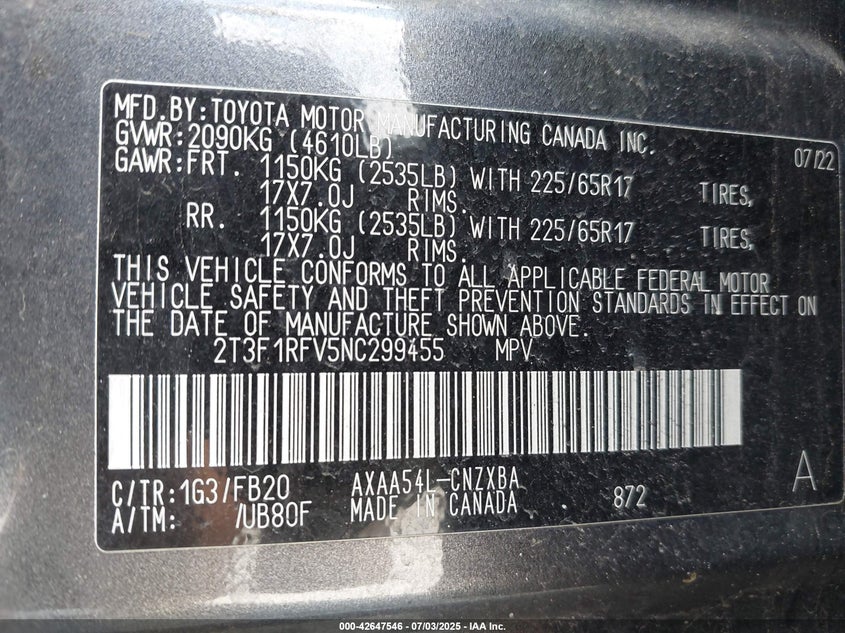 MFD.BY:TOYOTA MOTOR MANUFACTURING CANADA INC.
GVWR:2090KG (4610LB) 07/22
GAWR:FRT. 1150KG (2535LB) WITH 225/65R17 TIRES,
17X7.0J RIMS.
RR. 1150KG (2535LB) WITH 225/65R17 TIRES,
17X7.0J RIMS.
THIS VEHICLE CONFORMS TO ALL APPLICABLE FEDERAL MOTOR
VEHICLE SAFETY AND THEFT PREVENTION STANDARDS IN EFFECT ON
THE DATE OF MANUFACTURE SHOWN ABOVE.
2T3F1RFV5NC299455 MPV
C/TR:1G3/FB20 AXAA54L-CNZXBA A
A/TM: /UB80F MADE IN CANADA 872
000-42647546 - 07/03/2025 - IAA Inc.